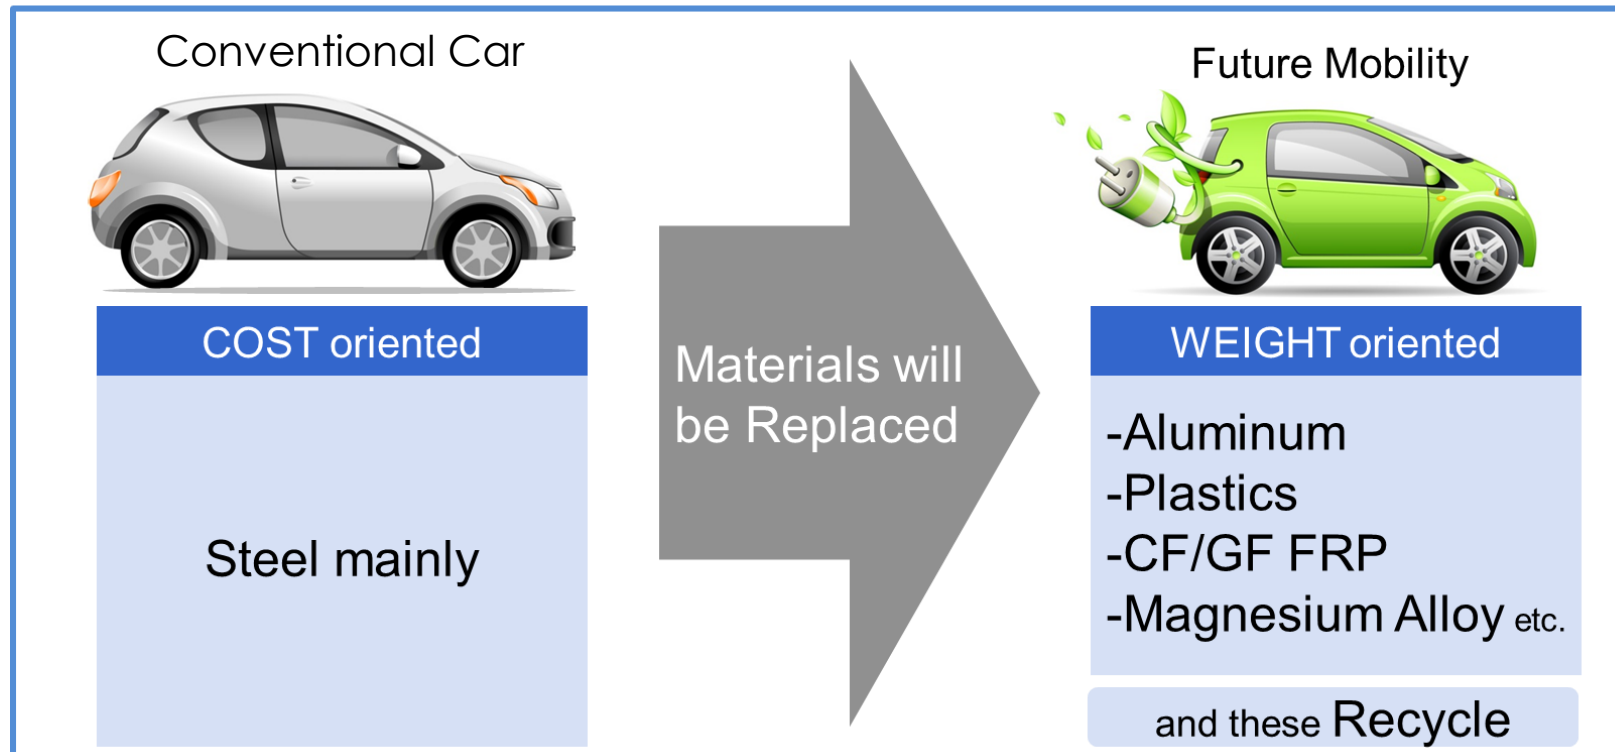 Conventional Car
Future Mobility
COST oriented
Steel mainly
Materials will
be Replaced
WEIGHT oriented
-Aluminum
-Plastics
-CF/GF FRP
-Magnesium Alloy etc.
and these Recycle